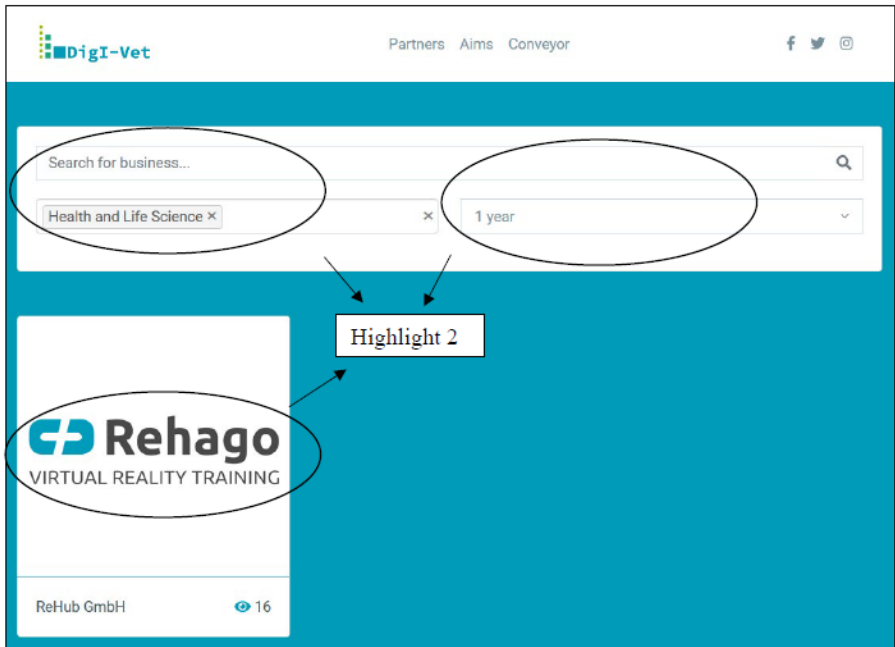 DigI-Vet
Partners Aims Conveyor
Search for business...
Health and Life Science ×
×
1 year
Highlight 2
Rehago
VIRTUAL REALITY TRAINING
ReHub GmbH
16